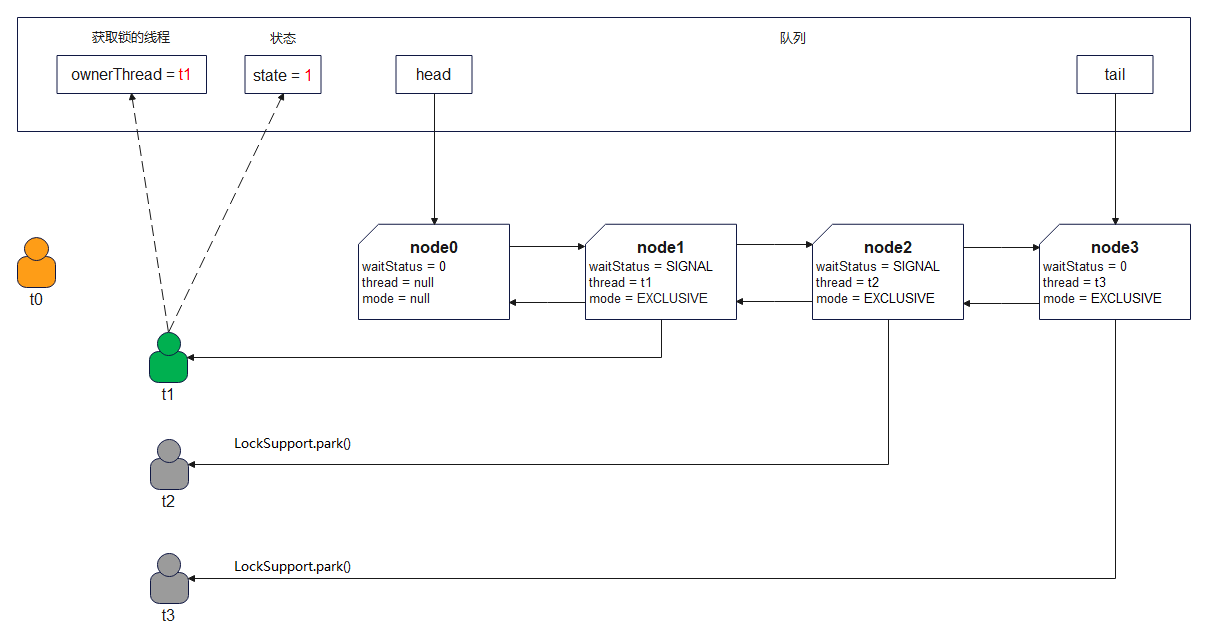 获取锁的线程
状态
队列
ownerThread = t1
state = 1
head
tail
node0
waitStatus = 0
thread = null
mode = null
node1
waitStatus = SIGNAL
thread = t1
mode = EXCLUSIVE
node2
waitStatus = SIGNAL
thread = t2
mode = EXCLUSIVE
node3
waitStatus = 0
thread = t3
mode = EXCLUSIVE
t0
t1
LockSupport.park()
t2
LockSupport.park()
t3